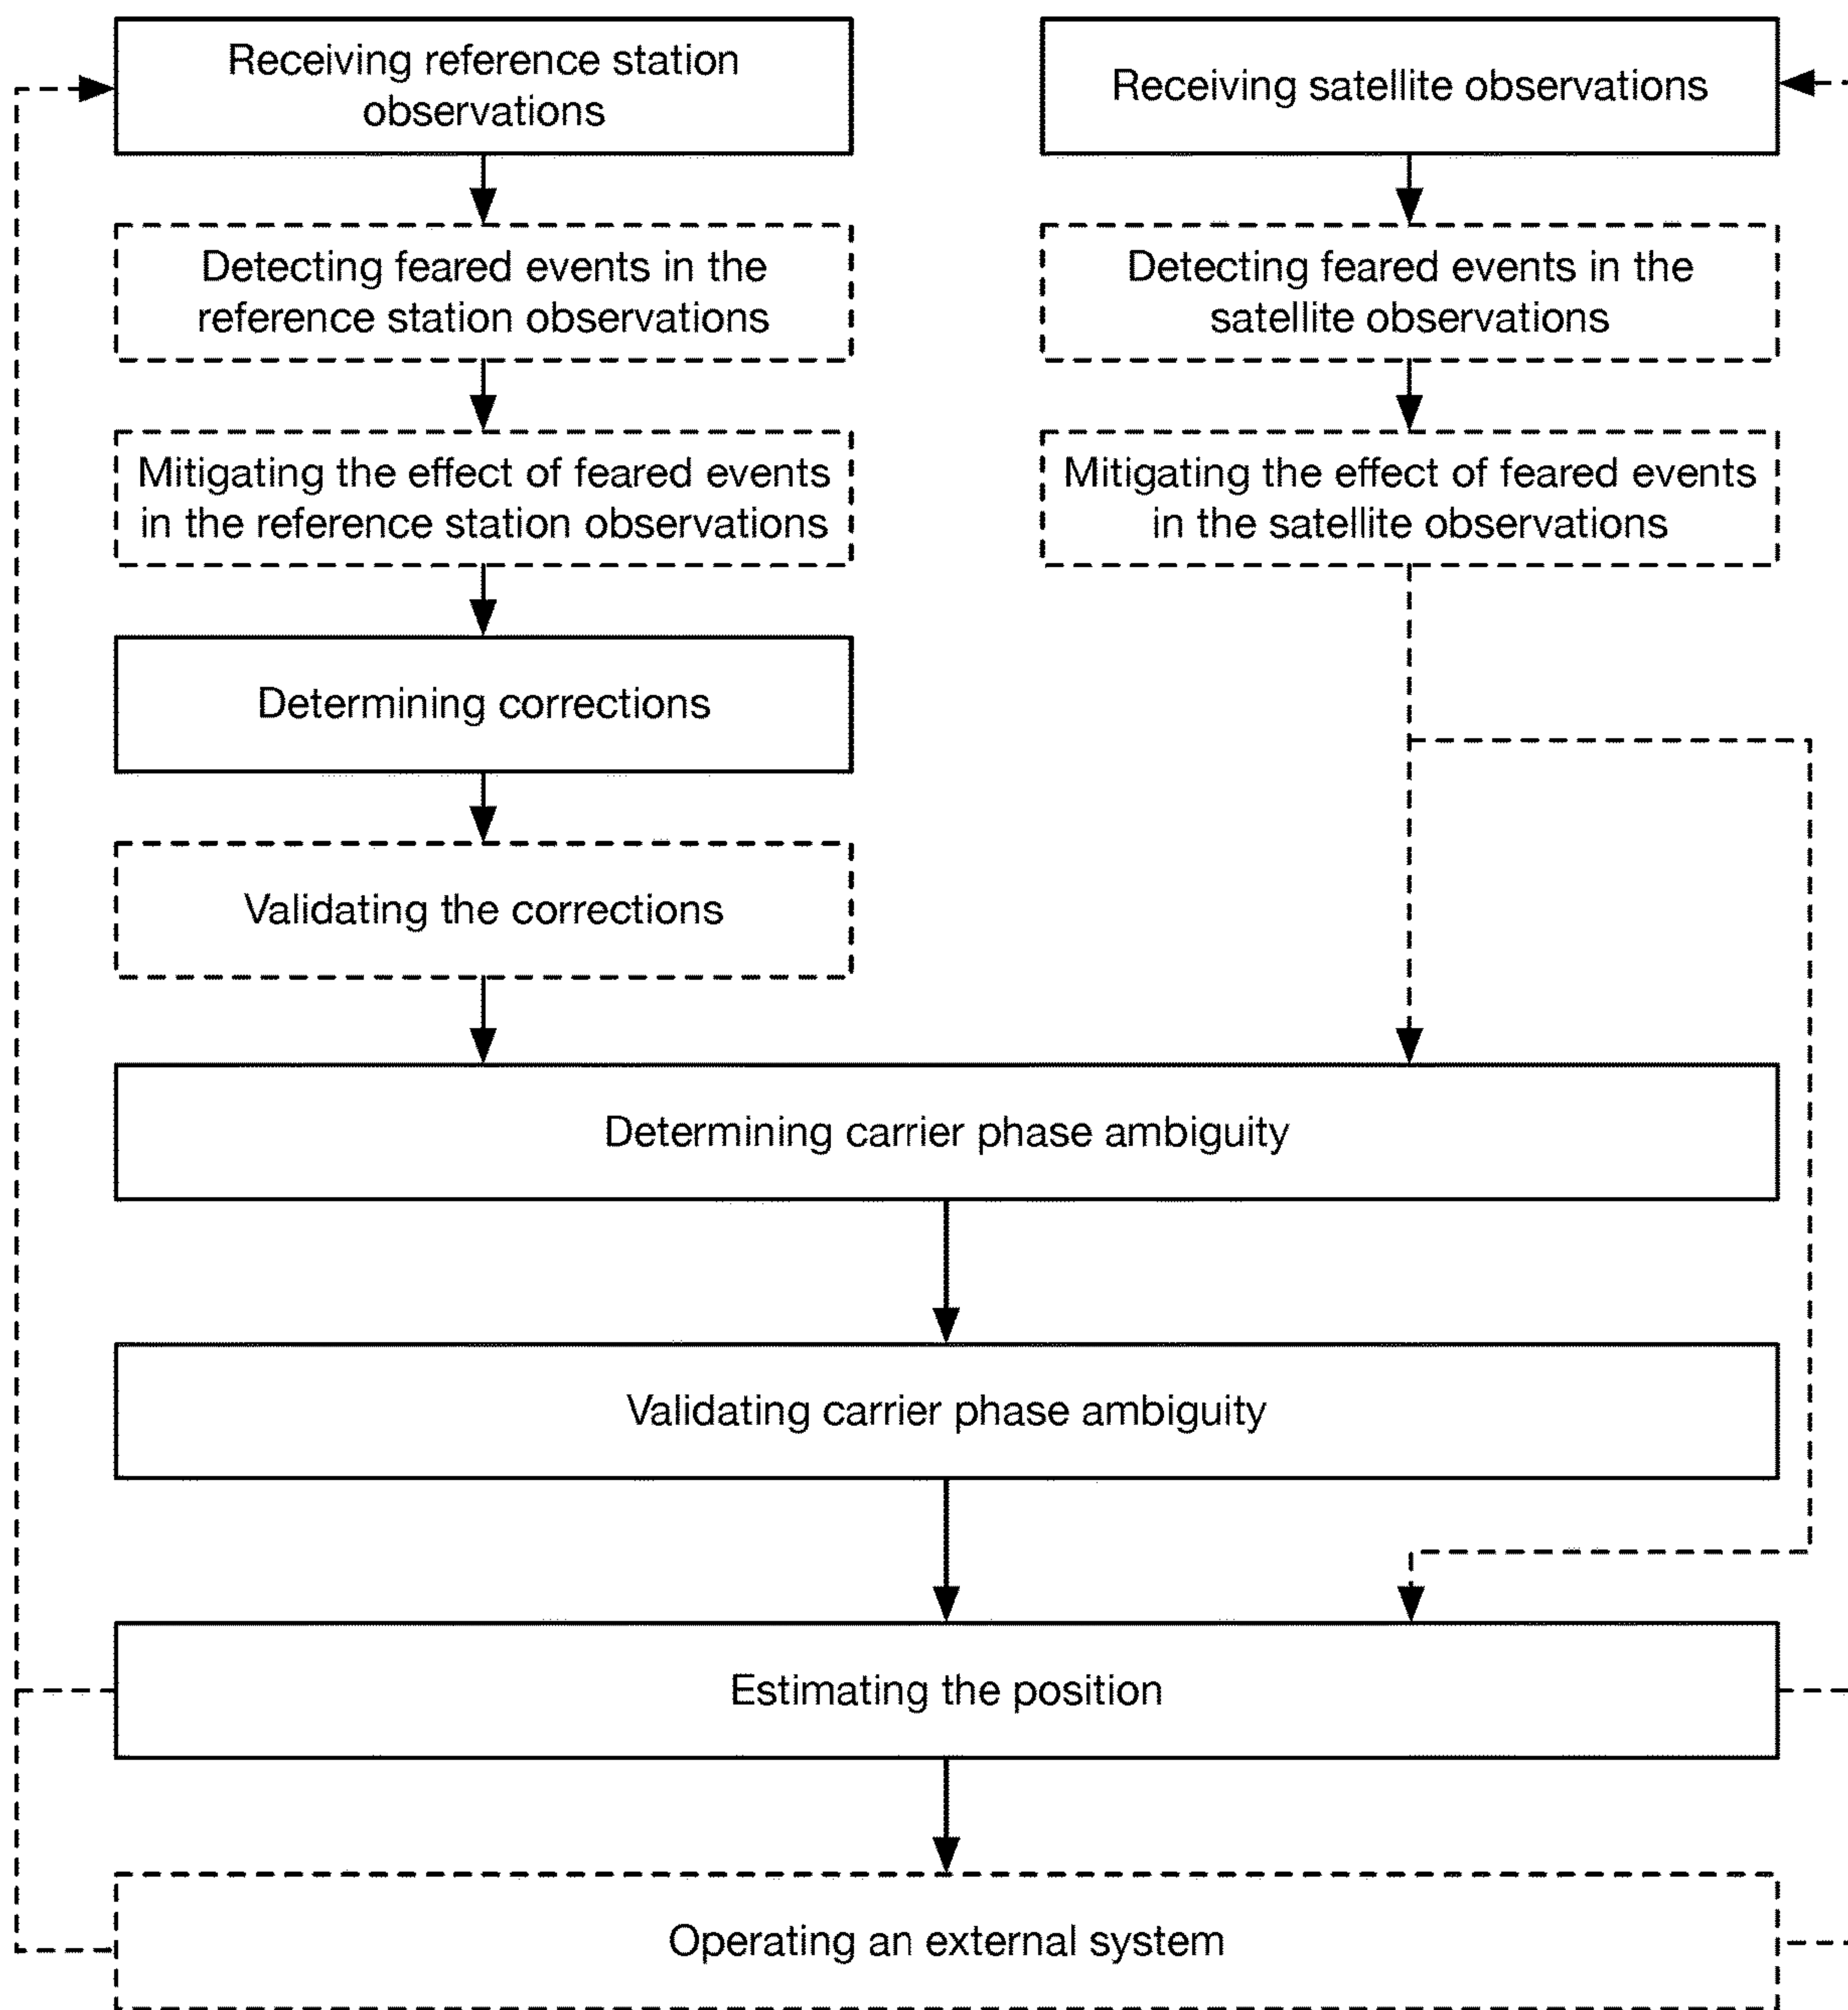 Receiving reference station
observations
Receiving satellite observations
Detecting feared events in the
reference station observations
Detecting feared events in the
satellite observations
Mitigating the effect of feared events
in the reference station observations
Mitigating the effect of feared events
in the satellite observations
Determining corrections
Validating the corrections
Determining carrier phase ambiguity
Validating carrier phase ambiguity
Estimating the position
Operating an external system